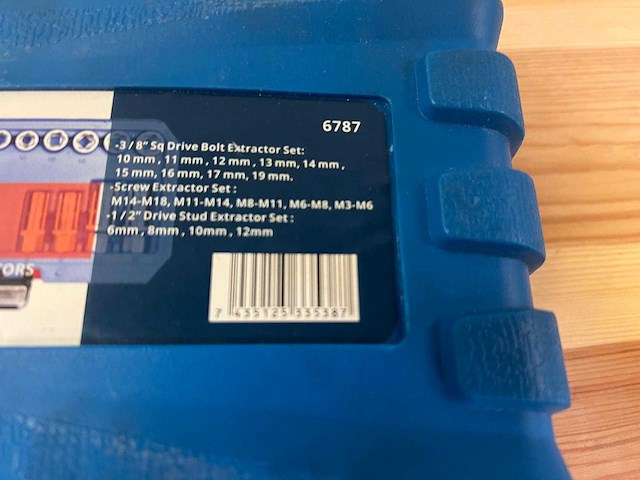 6787
-3/8" Sq Drive Bolt Extractor Set:
10 mm , 11 mm , 12 mm , 13 mm, 14 mm ,
15 mm, 16 mm, 17 mm, 19 mm.
-Screw Extractor Set :
M14-M18, M11-M14, M8-M11, M6-M8, M3-M6
-1 / 2" Drive Stud Extractor Set :
6mm , 8mm , 10mm , 12mm
TORS
7 435125 335387